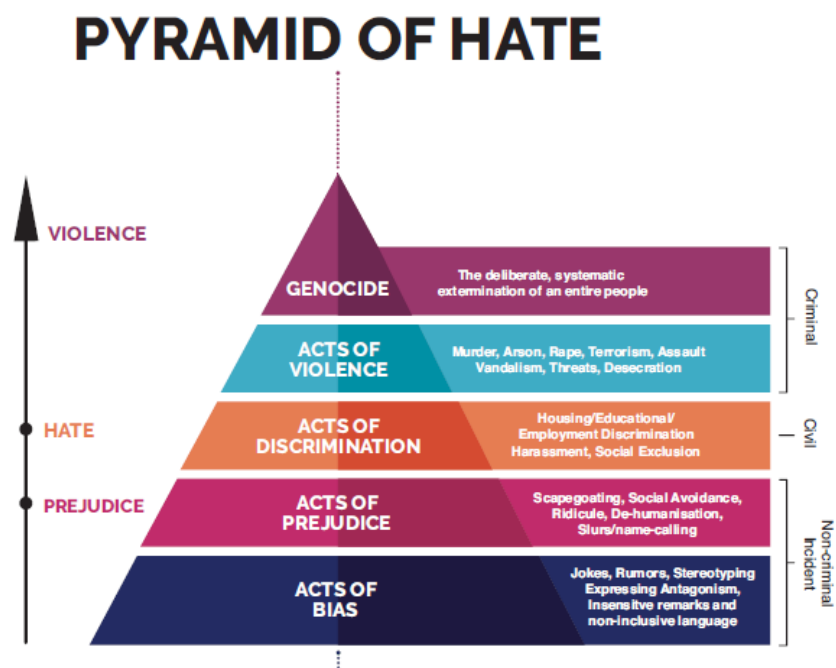 PYRAMID OF HATE
VIOLENCE
GENOCIDE
The deliberate, systematic
extermination of an entire people
Criminal
ACTS OF
VIOLENCE
Murder, Arson, Rape, Terrorism, Assault
Vandalism, Threats, Desecration
HATE
ACTS OF
DISCRIMINATION
Housing/Educational/
Employment Discrimination
Harassment, Social Exclusion
Civil
PREJUDICE
ACTS OF
PREJUDICE
Scapegoating, Social Avoidance,
Ridicule, De-humanisation,
Slurs/name-calling
Non-criminal
Incident
ACTS OF
BIAS
Jokes, Rumors, Stereotyping
Expressing Antagonism,
Insensitve remarks and
non-inclusive language